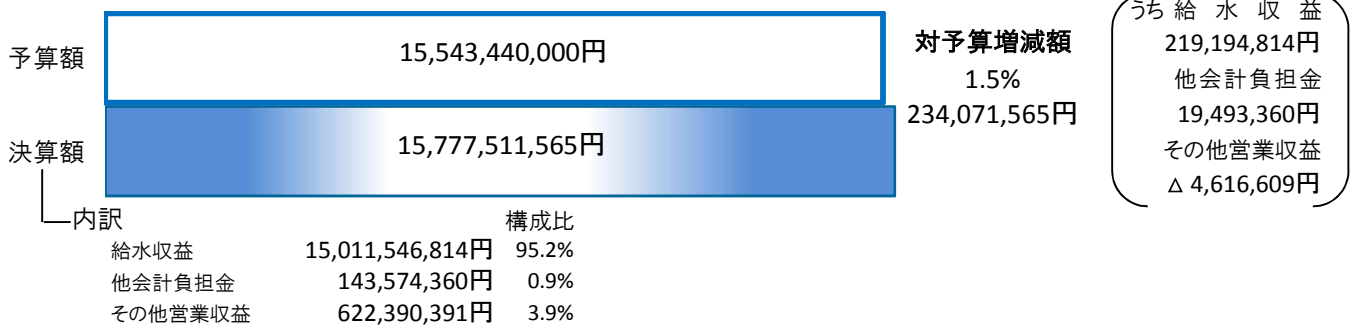 予算額 15,543,440,000円
決算額 15,777,511,565円
対予算増減額
1.5%
234,071,565円
うち 給 水 収 益
219,194,814円
他会計負担金
19,493,360円
その他営業収益
△ 4,616,609円
内訳 構成比
給水収益 15,011,546,814円 95.2%
他会計負担金 143,574,360円 0.9%
その他営業収益 622,390,391円 3.9%